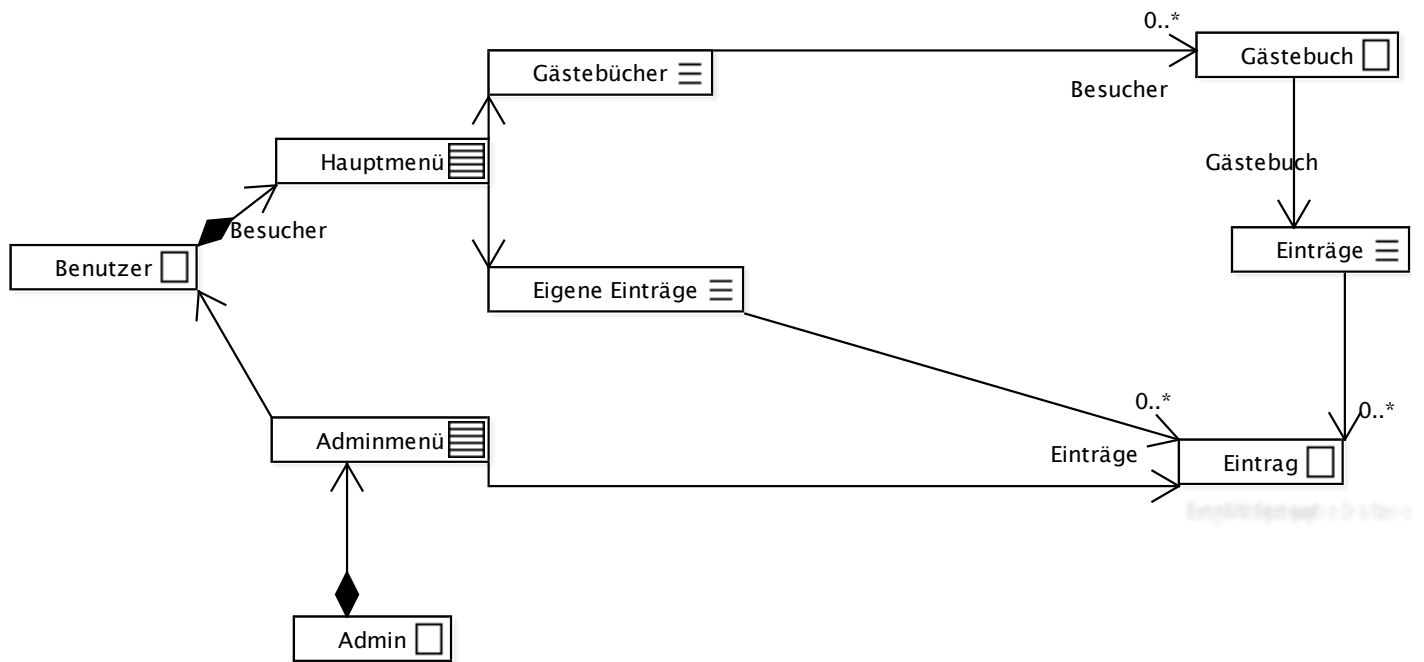 0..*
Gästebücher
Gästebuch
Besucher
Hauptmenü
Gästebuch
Besucher
Benutzer
Einträge
Eigene Einträge
0..*
0..*
Adminmenü
Einträge
Eintrag
Admin